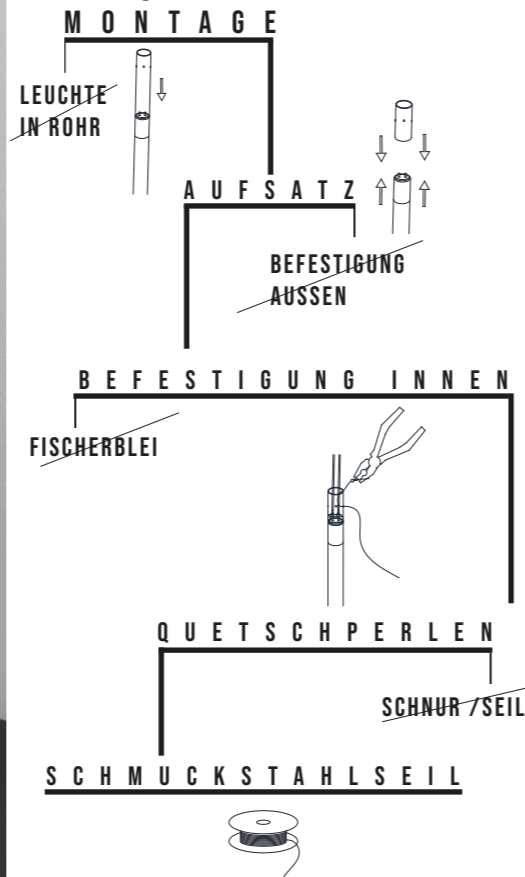 MONTAGE
LEUCHTE
IN ROHR
AUFSATZ
BEFESTIGUNG
AUSSEN
BEFESTIGUNG INNEN
FISCHERBLEI
QUETSCHPERLEN
SCHNUR / SEIL
SCHMUCKSTAHLSEIL